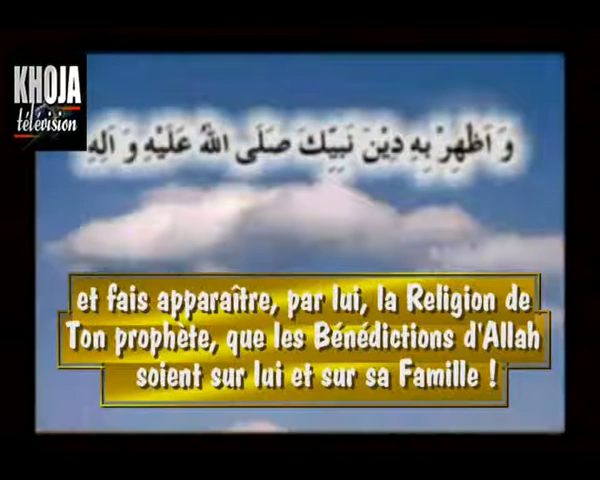 KHOJA
télévision
وَ اَظْهِرْ بِهِ دِيْنَ نَبِيِّكَ صَلَى اللهُ عَلَيْهِ وَ آلِهِ
et fais apparaître, par lui, la Religion de
Ton prophète, que les Bénédictions d'Allah
soient sur lui et sur sa Famille !